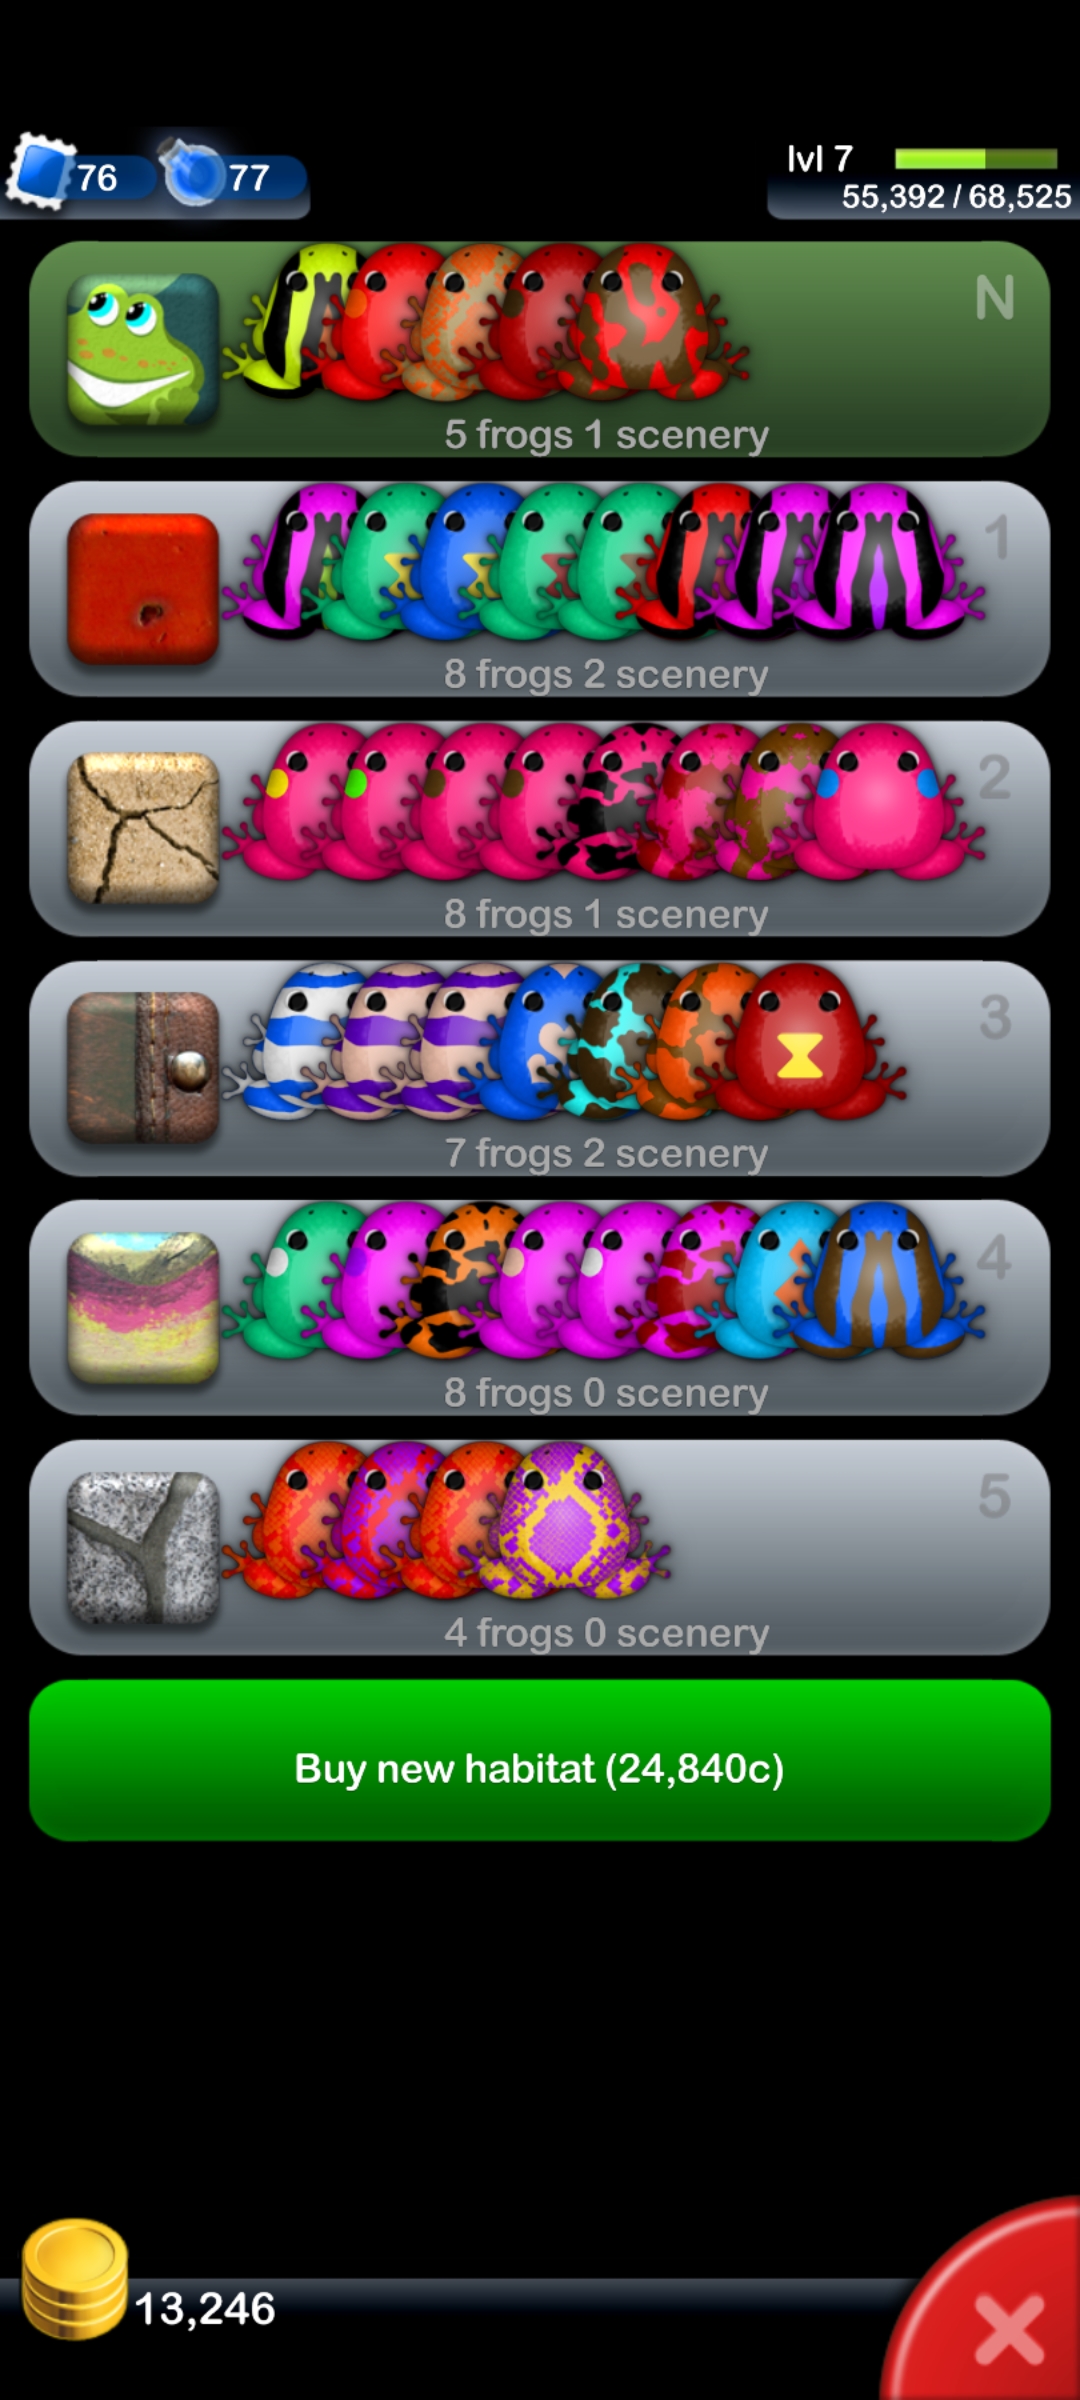 76
77
lvl 7
55,392 / 68,525
N
5 frogs 1 scenery
1
8 frogs 2 scenery
2
8 frogs 1 scenery
3
7 frogs 2 scenery
4
8 frogs 0 scenery
5
4 frogs 0 scenery
Buy new habitat (24,840c)
13,246